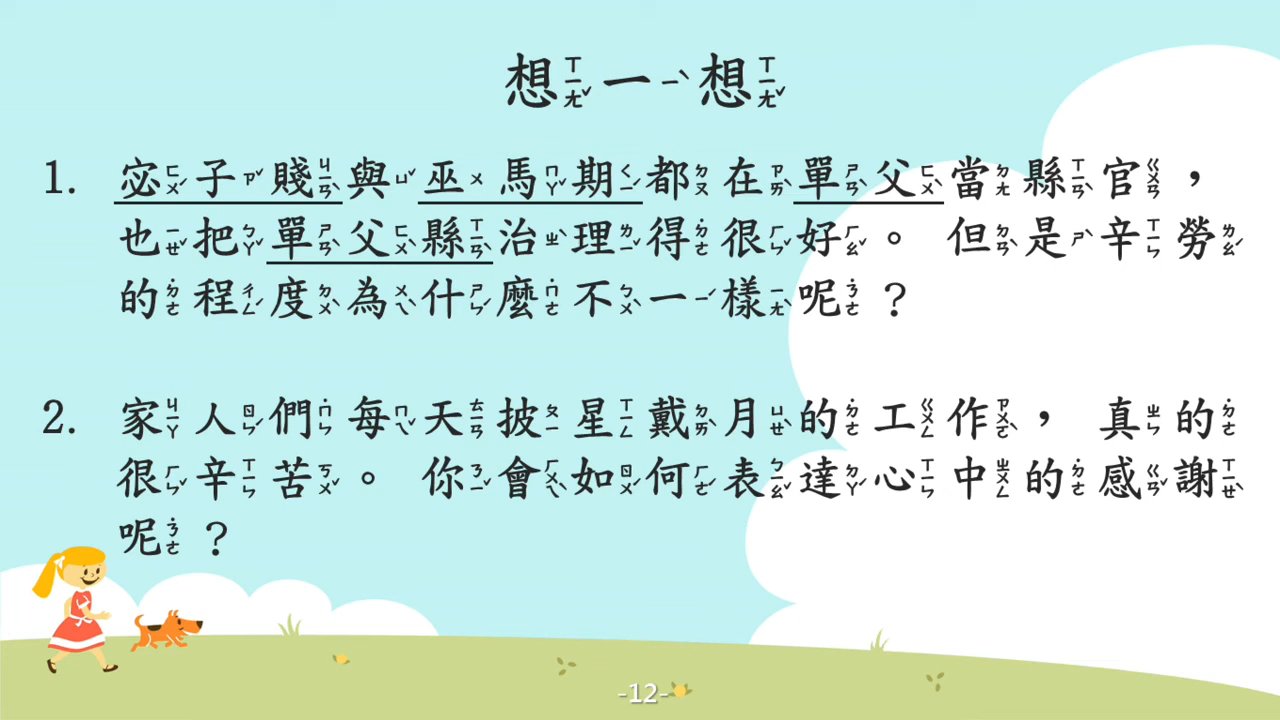 想一想
1. 宓子賤與巫馬期都在單父當縣官，
也把單父縣治理得很好。 但是辛勞
的程度為什麼不一樣呢？
2. 家人們每天披星戴月的工作， 真的
很辛苦。 你會如何表達心中的感謝
呢？
-12-